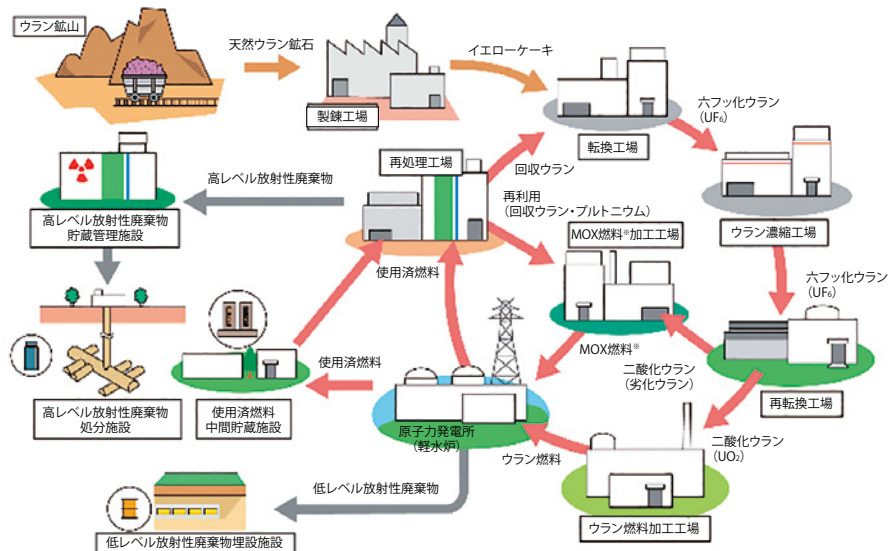 ウラン鉱山
天然ウラン鉱石
製錬工場
イエローケーキ
転換工場
六フッ化ウラン
(UF₆)
ウラン濃縮工場
高レベル放射性廃棄物
貯蔵管理施設
高レベル放射性廃棄物
再処理工場
回収ウラン
再利用
(回収ウラン・プルトニウム)
MOX燃料※加工工場
使用済燃料
六フッ化ウラン
(UF₆)
再転換工場
二酸化ウラン
(劣化ウラン)
MOX燃料※
高レベル放射性廃棄物
処分施設
使用済燃料
中間貯蔵施設
使用済燃料
原子力発電所
(軽水炉)
ウラン燃料
二酸化ウラン
(UO₂)
ウラン燃料加工工場
低レベル放射性廃棄物
低レベル放射性廃棄物埋設施設